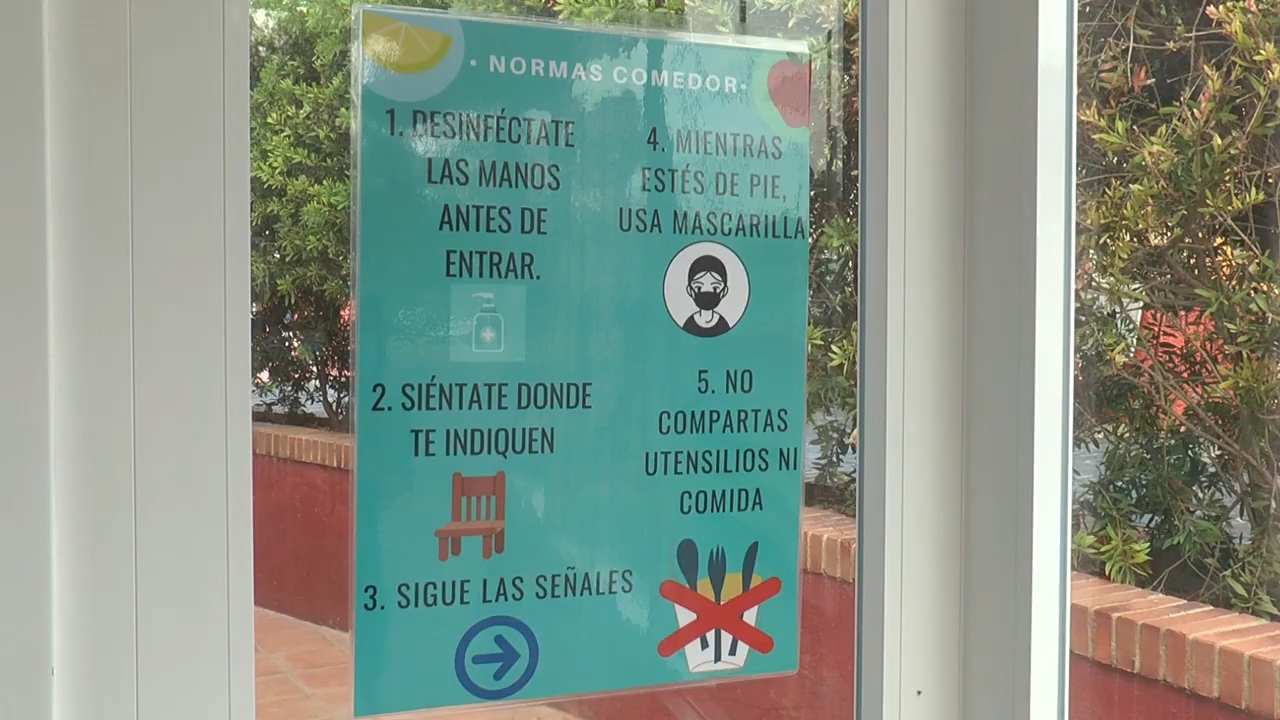 • NORMAS COMEDOR•
1. DESINFÉCTATE
LAS MANOS
ANTES DE
ENTRAR.
2. SIÉNTATE DONDE
TE INDIQUEN
3. SIGUE LAS SEÑALES
4. MIENTRAS
ESTÉS DE PIE,
USA MASCARILLA
5. NO
COMPARTAS
UTENSILIOS NI
COMIDA